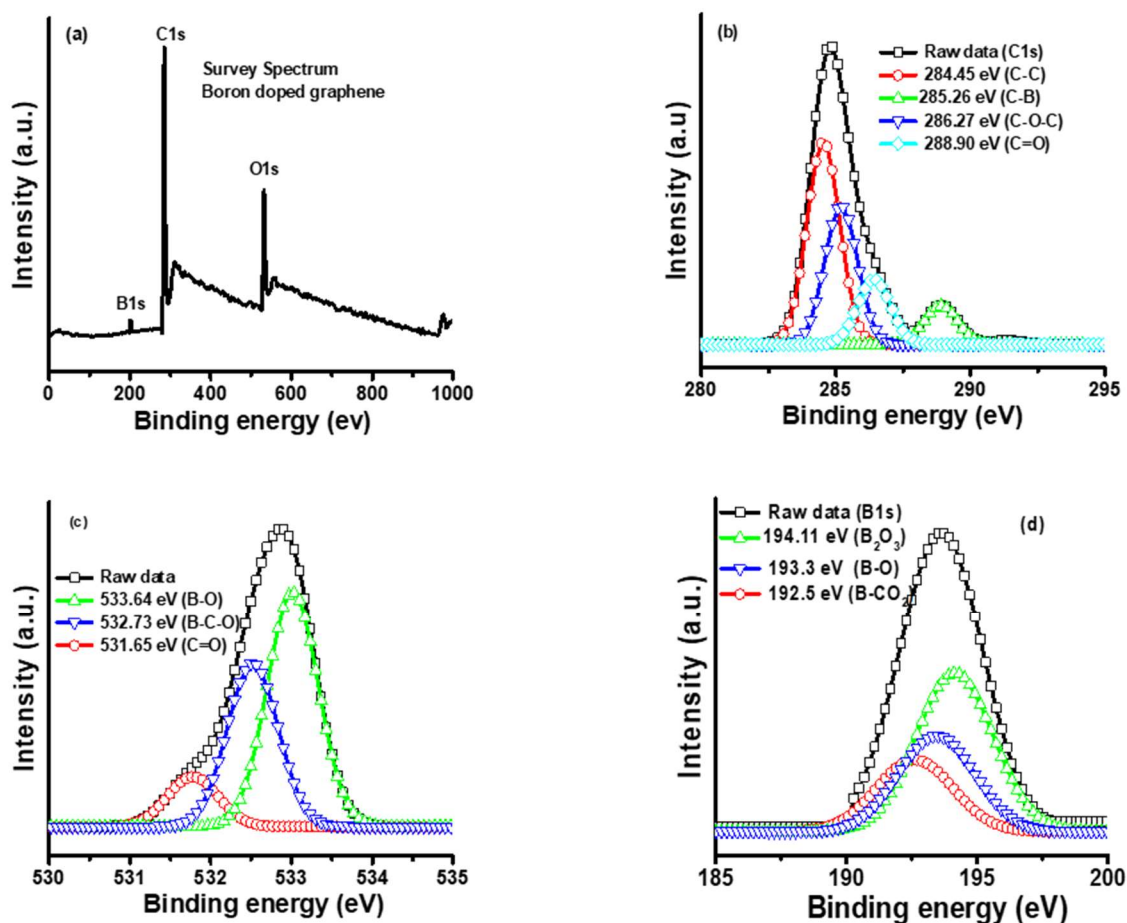 (a)
C1s
Survey Spectrum
Boron doped graphene
O1s
B1s
Intensity (a.u.)
0 200 400 600 800 1000
Binding energy (ev)
(b)
Raw data (C1s)
284.45 eV (C-C)
285.26 eV (C-B)
286.27 eV (C-O-C)
288.90 eV (C=O)
Intensity (a.u)
280 285 290 295
Binding energy (eV)
(c)
Raw data
533.64 eV (B-O)
532.73 eV (B-C-O)
531.65 eV (C=O)
Intensity (a.u.)
530 531 532 533 534 535
Binding energy (eV)
(d)
Raw data (B1s)
194.11 eV (B₂O₃)
193.3 eV (B-O)
192.5 eV (B-CO₂)
Intensity (a.u.)
185 190 195 200
Binding energy (eV)